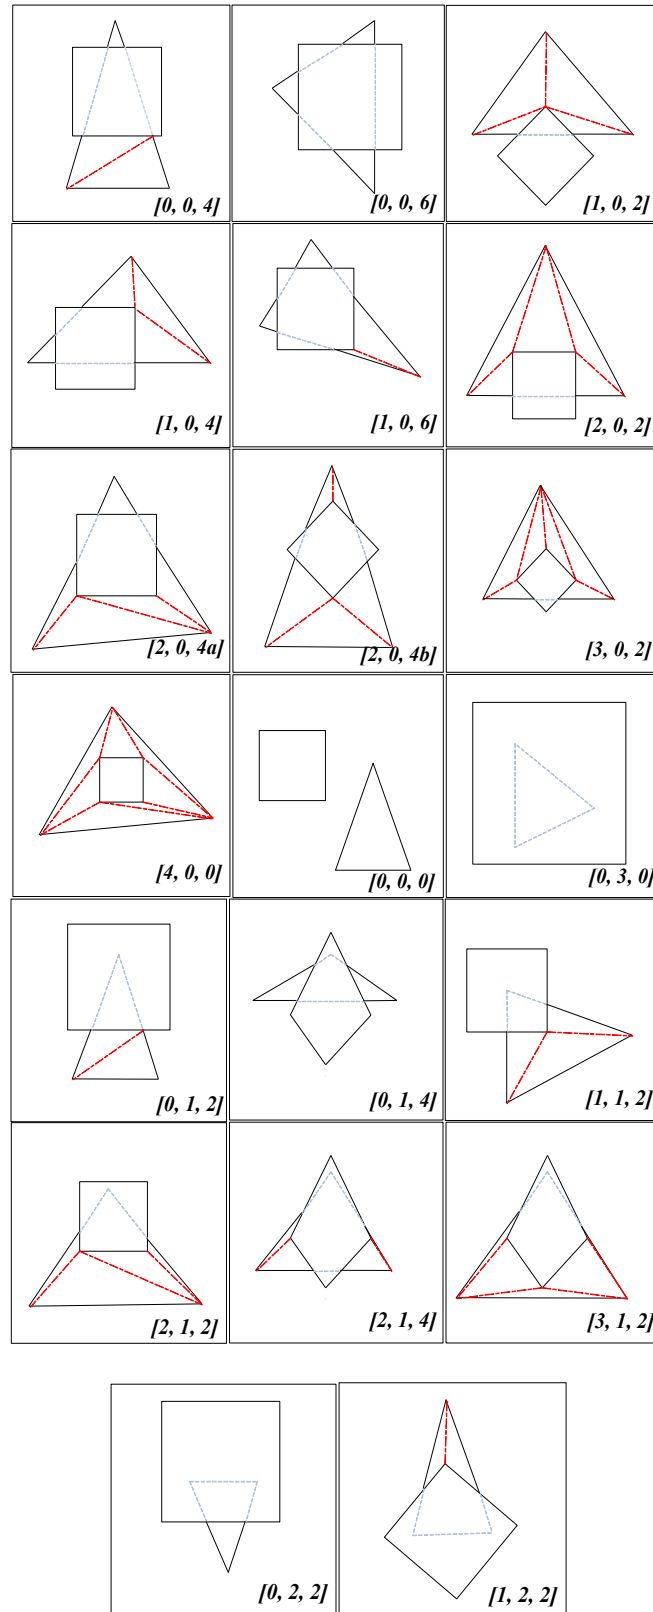 [0, 0, 4]
[0, 0, 6]
[1, 0, 2]
[1, 0, 4]
[1, 0, 6]
[2, 0, 2]
[2, 0, 4a]
[2, 0, 4b]
[3, 0, 2]
[4, 0, 0]
[0, 0, 0]
[0, 3, 0]
[0, 1, 2]
[0, 1, 4]
[1, 1, 2]
[2, 1, 2]
[2, 1, 4]
[3, 1, 2]
[0, 2, 2]
[1, 2, 2]